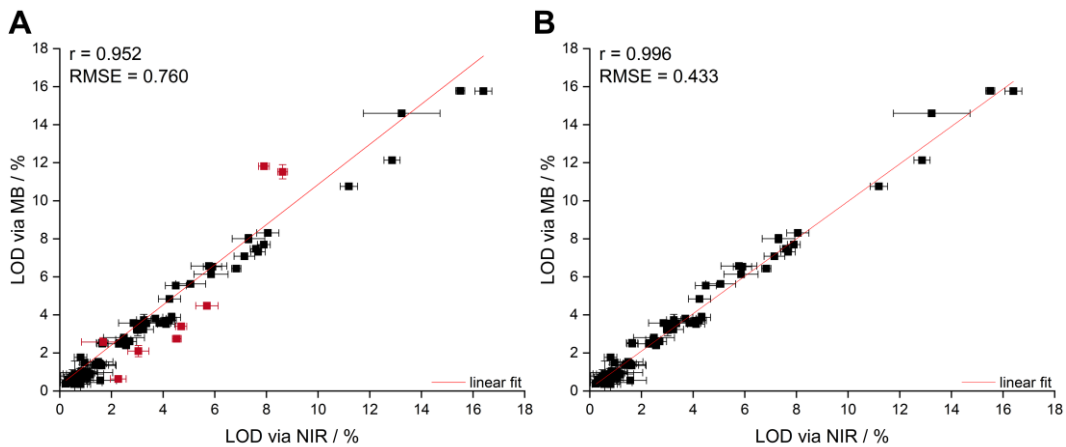 A
r = 0.952
RMSE = 0.760
18
16
14
12
10
8
6
4
2
0
LOD via MB / %
0 2 4 6 8 10 12 14 16 18
LOD via NIR / %
linear fit
B
r = 0.996
RMSE = 0.433
18
16
14
12
10
8
6
4
2
0
LOD via MB / %
0 2 4 6 8 10 12 14 16 18
LOD via NIR / %
linear fit